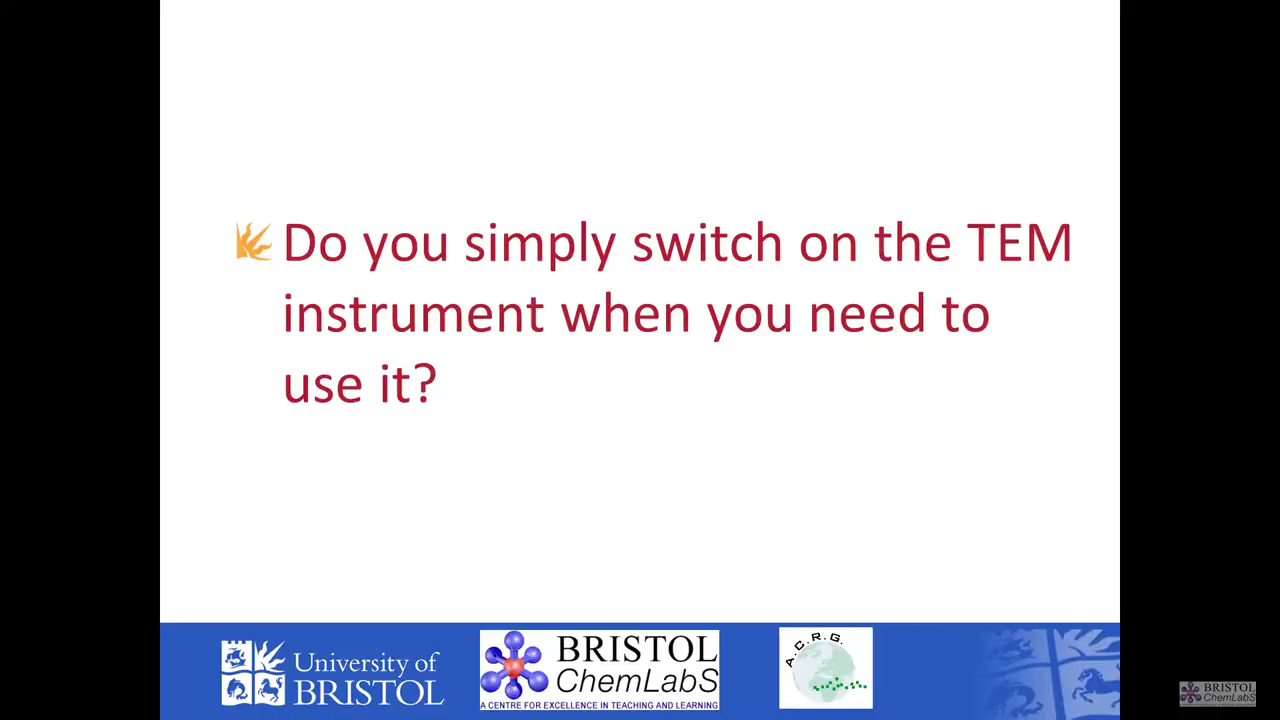 Do you simply switch on the TEM
instrument when you need to
use it?
University of
BRISTOL
BRISTOL
ChemLabS
A CENTRE FOR EXCELLENCE IN TEACHING AND LEARNING
A.C.R.G.
BRISTOL
ChemLabS